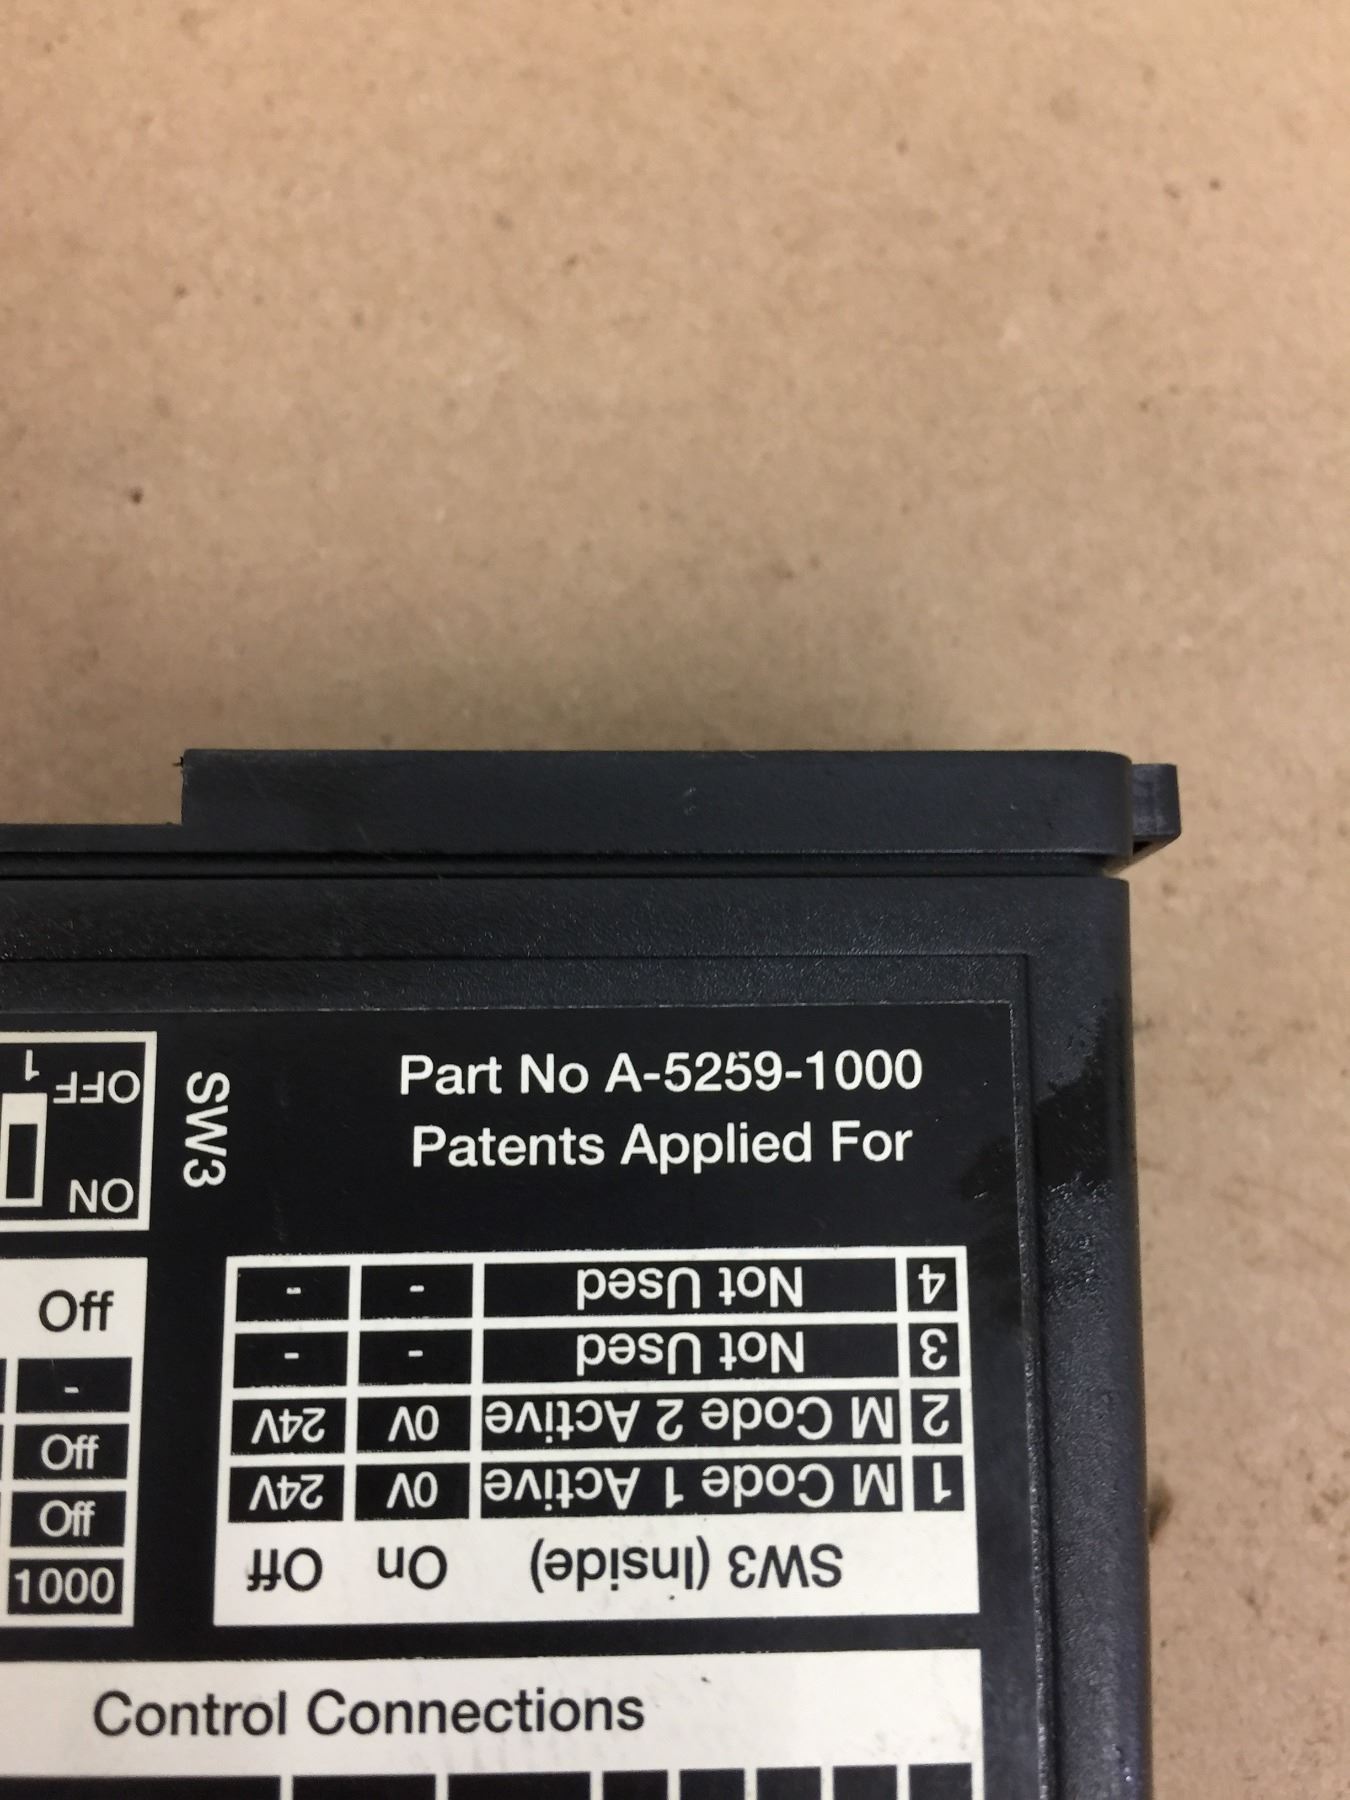 Part No A-5259-1000
Patents Applied For
SW3
OFF
1
ON
Off
-
Off
Off
1000
SW3 (Inside) On Off
1 M Code 1 Active 0V 24V
2 M Code 2 Active 0V 24V
3 Not Used - -
4 Not Used - -
Control Connections